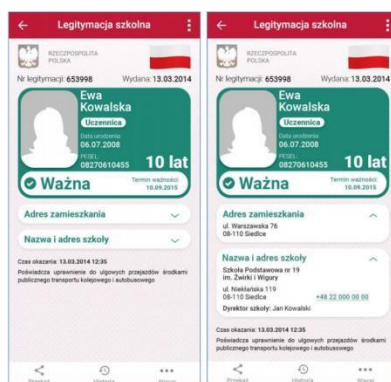 Legitymacja szkolna
RZECZPOSPOLITA
POLSKA
Nr legitymacji: 653998 Wydana: 13.03.2014
Ewa
Kowalska
Uczennica
Data urodzenia:
06.07.2008
PESEL:
08270610455
10 lat
Ważna
Termin ważności:
10.09.2015
Adres zamieszkania
Nazwa i adres szkoły
Czas okazania: 13.03.2014 12:35
Poświadcza uprawnienie do ulgowych przejazdów środkami
publicznego transportu kolejowego i autobusowego
Przekaż Historia Więcej
Legitymacja szkolna
RZECZPOSPOLITA
POLSKA
Nr legitymacji: 653998 Wydana: 13.03.2014
Ewa
Kowalska
Uczennica
Data urodzenia:
06.07.2008
PESEL:
08270610455
10 lat
Ważna
Termin ważności:
10.09.2015
Adres zamieszkania
ul. Warszawska 76
08-110 Siedlce
Nazwa i adres szkoły
Szkoła Podstawowa nr 19
im. Żwirki i Wigury
ul. Niekłańska 119
08-110 Siedlce +48 22 000 00 00
Dyrektor szkoły: Jan Kowalski
Czas okazania: 13.03.2014 12:35
Poświadcza uprawnienie do ulgowych przejazdów środkami
publicznego transportu kolejowego i autobusowego
Przekaż Historia Więcej